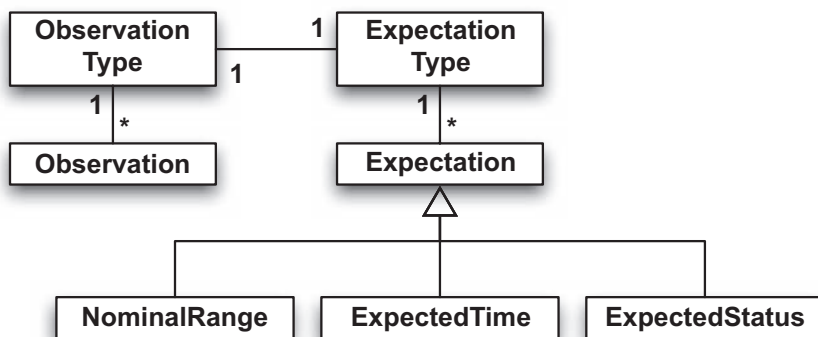 Observation
Type
1
1
Expectation
Type
1
*
1
*
Observation
Expectation
NominalRange
ExpectedTime
ExpectedStatus